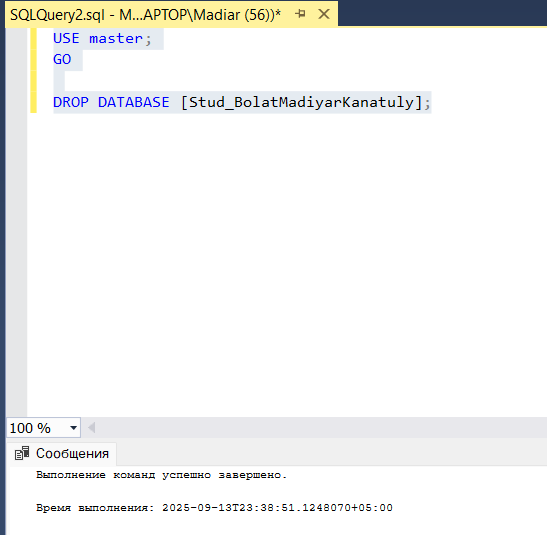 SQLQuery2.sql - M...APTOP\Madiar (56))*
USE master;
GO
DROP DATABASE [Stud_BolatMadiyarKanatuly];
100 %
Сообщения
Выполнение команд успешно завершено.
Время выполнения: 2025-09-13T23:38:51.1248070+05:00